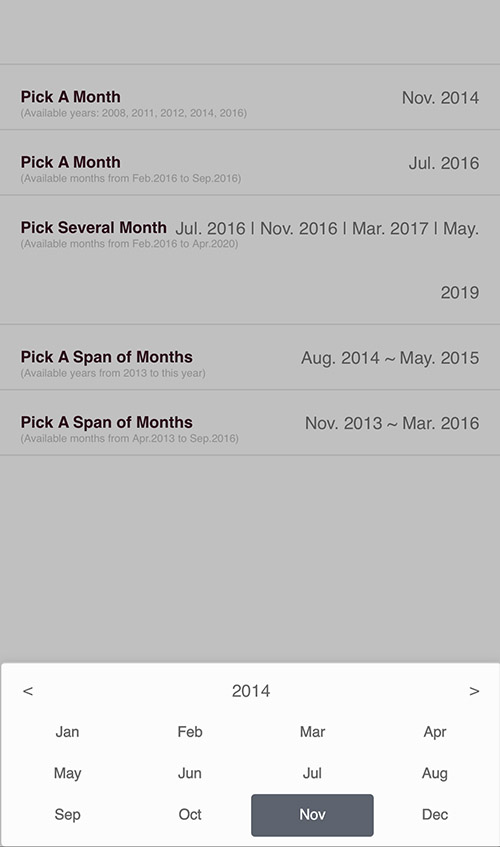 Pick A Month Nov. 2014
(Available years: 2008, 2011, 2012, 2014, 2016)
Pick A Month Jul. 2016
(Available months from Feb.2016 to Sep.2016)
Pick Several Month Jul. 2016 | Nov. 2016 | Mar. 2017 | May.
(Available months from Feb.2016 to Apr.2020)
2019
Pick A Span of Months Aug. 2014 ~ May. 2015
(Available years from 2013 to this year)
Pick A Span of Months Nov. 2013 ~ Mar. 2016
(Available months from Apr.2013 to Sep.2016)
< 2014 >
Jan Feb Mar Apr
May Jun Jul Aug
Sep Oct Nov Dec